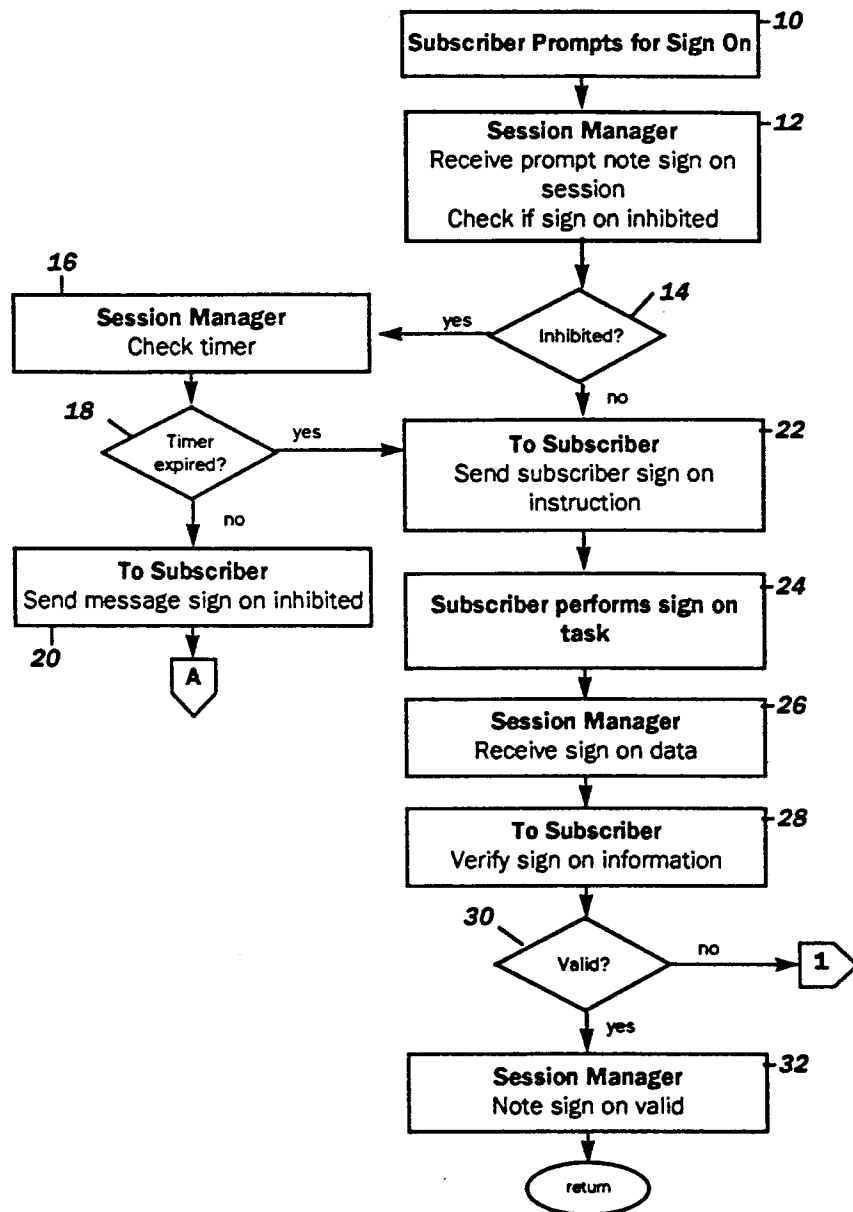 10
Subscriber Prompts for Sign On
12
Session Manager
Receive prompt note sign on
session
Check if sign on inhibited
14
Inhibited?
yes
no
16
Session Manager
Check timer
18
Timer
expired?
yes
no
To Subscriber
Send message sign on inhibited
20
A
22
To Subscriber
Send subscriber sign on
instruction
24
Subscriber performs sign on
task
26
Session Manager
Receive sign on data
28
To Subscriber
Verify sign on information
30
Valid?
no
1
yes
32
Session Manager
Note sign on valid
return